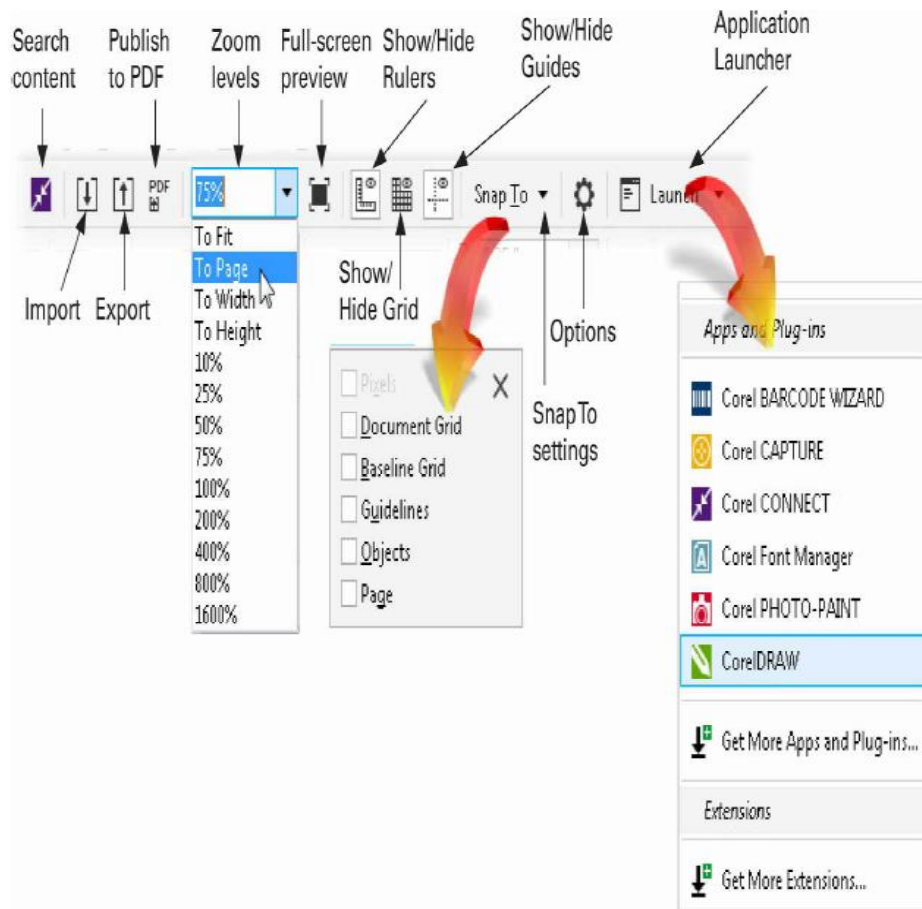 Search content
Publish to PDF
Zoom levels
Full-screen preview
Show/Hide Rulers
Show/Hide Guides
Application Launcher
PDF
75%
Snap To
Launch
Import
Export
Show/ Hide Grid
Options
Snap To settings
To Fit
To Page
To Width
To Height
10%
25%
50%
75%
100%
200%
400%
800%
1600%
Pixels
Document Grid
Baseline Grid
Guidelines
Objects
Page
Apps and Plug-ins
Corel BARCODE WIZARD
Corel CAPTURE
Corel CONNECT
Corel Font Manager
Corel PHOTO-PAINT
CorelDRAW
Get More Apps and Plug-ins...
Extensions
Get More Extensions...